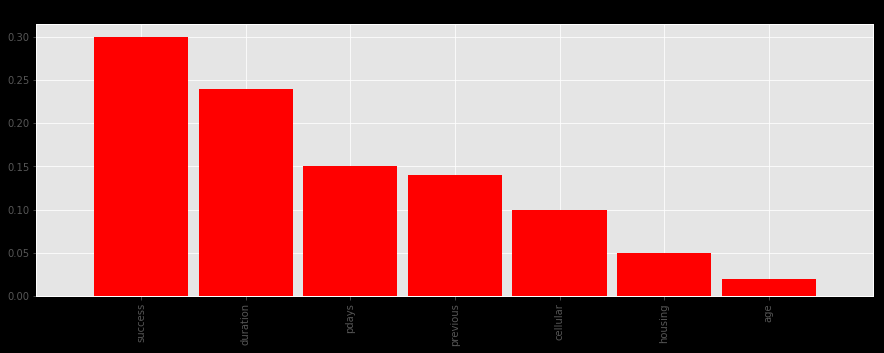 0.30
0.25
0.20
0.15
0.10
0.05
0.00
success
duration
pdays
previous
cellular
housing
age